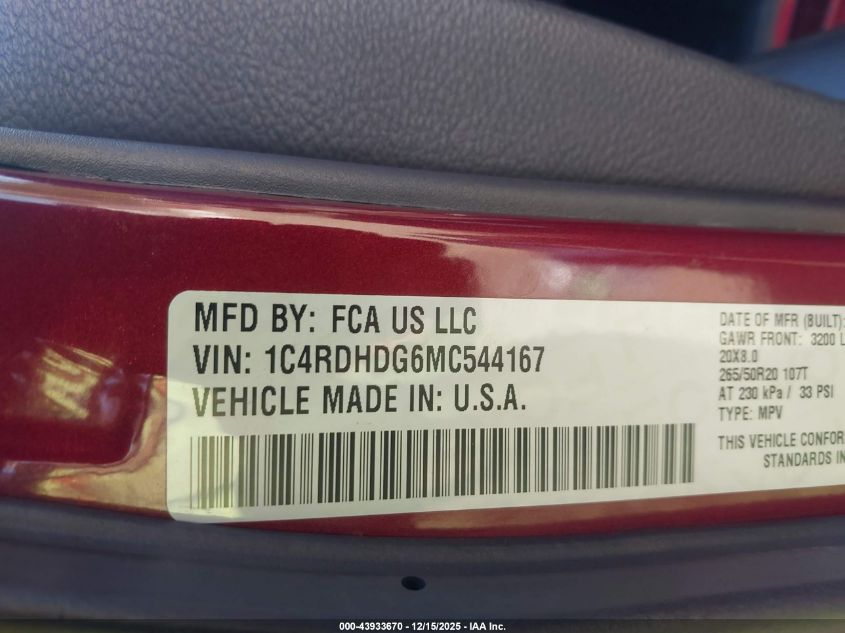 MFD BY: FCA US LLC
VIN: 1C4RDHDG6MC544167
VEHICLE MADE IN: U.S.A.
DATE OF MFR (BUILT):
GAWR FRONT: 3200 L
20X8.0
265/50R20 107T
AT 230 kPa / 33 PSI
TYPE: MPV
THIS VEHICLE CONFOR
STANDARDS IN
000-43933670 - 12/15/2025 - IAA Inc.